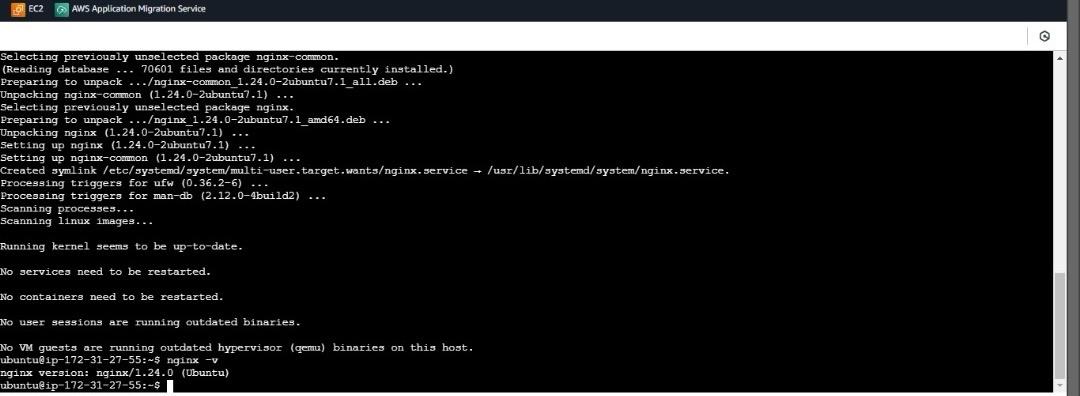 EC2 AWS Application Migration Service
Selecting previously unselected package nginx-common.
(Reading database ... 70601 files and directories currently installed.)
Preparing to unpack .../nginx-common_1.24.0-2ubuntu7.1_all.deb ...
Unpacking nginx-common (1.24.0-2ubuntu7.1) ...
Selecting previously unselected package nginx.
Preparing to unpack .../nginx_1.24.0-2ubuntu7.1_amd64.deb ...
Unpacking nginx (1.24.0-2ubuntu7.1) ...
Setting up nginx (1.24.0-2ubuntu7.1) ...
Setting up nginx-common (1.24.0-2ubuntu7.1) ...
Created symlink /etc/systemd/system/multi-user.target.wants/nginx.service → /usr/lib/systemd/system/nginx.service.
Processing triggers for ufw (0.36.2-6) ...
Processing triggers for man-db (2.12.0-4build2) ...
Scanning processes...
Scanning linux images...
Running kernel seems to be up-to-date.
No services need to be restarted.
No containers need to be restarted.
No user sessions are running outdated binaries.
No VM guests are running outdated hypervisor (qemu) binaries on this host.
ubuntu@ip-172-31-27-55:~$ nginx -v
nginx version: nginx/1.24.0 (Ubuntu)
ubuntu@ip-172-31-27-55:~$